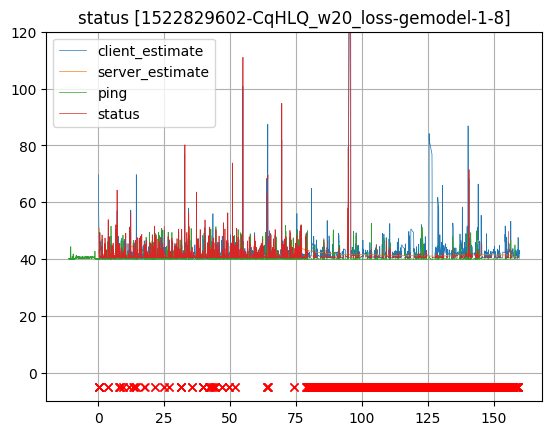 status [1522829602-CqHLQ_w20_loss-gemodel-1-8]
client_estimate
server_estimate
ping
status
120
100
80
60
40
20
0
0
25
50
75
100
125
150